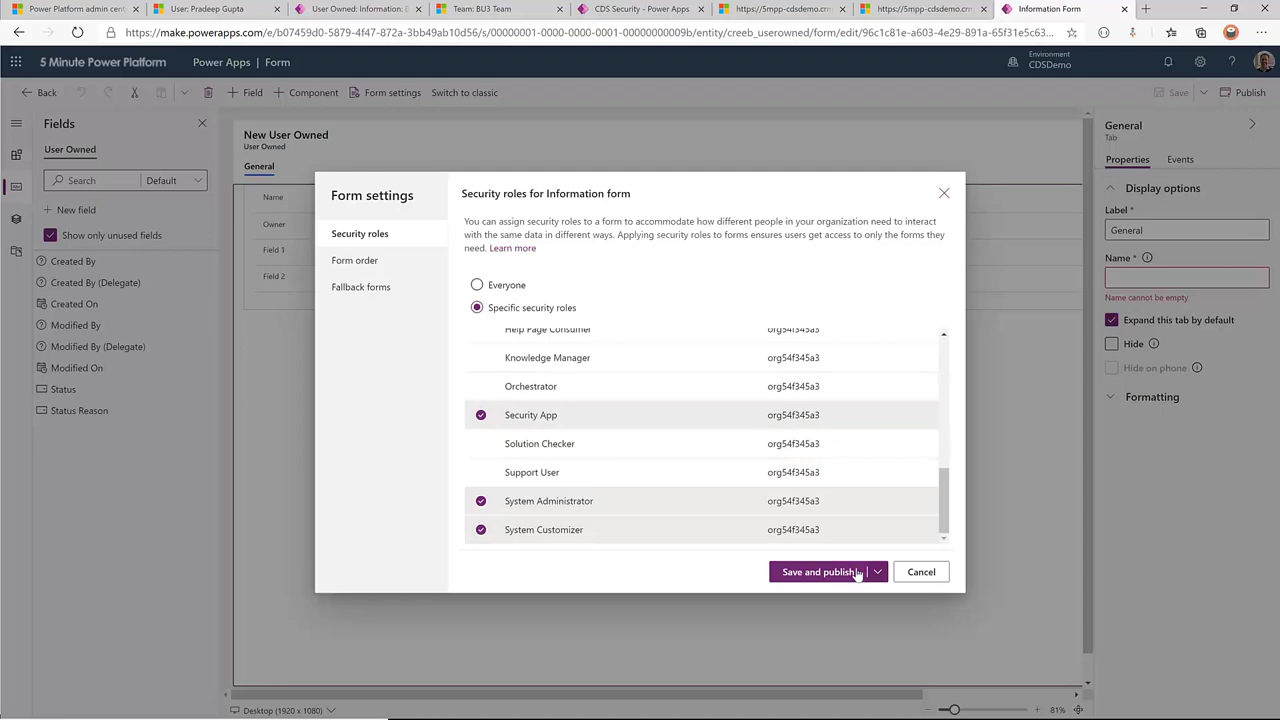 Power Platform admin cent
User: Pradeep Gupta
User Owned: Information: B
Team: BU3 Team
CDS Security - Power Apps
https://5mpp-cdsdemo.crm
https://5mpp-cdsdemo.crm
Information Form
https://make.powerapps.com/e/b07459d0-5879-4f47-872a-3bb49ab10e56/s/00000001-0000-0000-0001-00000000009b/entity/creeb_userowned/form/edit/96c1c81e-a603-4e29-891a-65f31e51c63...
5 Minute Power Platform
Power Apps | Form
Environment
CDSDemo
Back
Field
Component
Form settings
Switch to classic
Save
Publish
Fields
User Owned
Search
Default
New field
Show only unused fields
Created By
Created By (Delegate)
Created On
Modified By
Modified By (Delegate)
Modified On
Status
Status Reason
New User Owned
User Owned
General
Name
Owner
Field 1
Field 2
Form settings
Security roles
Form order
Fallback forms
Security roles for Information form
You can assign security roles to a form to accommodate how different people in your organization need to interact
with the same data in different ways. Applying security roles to forms ensures users get access to only the forms they
need. Learn more
Everyone
Specific security roles
Help Page Consumer org54f345a3
Knowledge Manager org54f345a3
Orchestrator org54f345a3
Security App org54f345a3
Solution Checker org54f345a3
Support User org54f345a3
System Administrator org54f345a3
System Customizer org54f345a3
Save and publish
Cancel
General
Tab
Properties
Events
Display options
Label *
General
Name *
Name cannot be empty
Expand this tab by default
Hide
Hide on phone
Formatting
Desktop (1920 x 1080)
81%